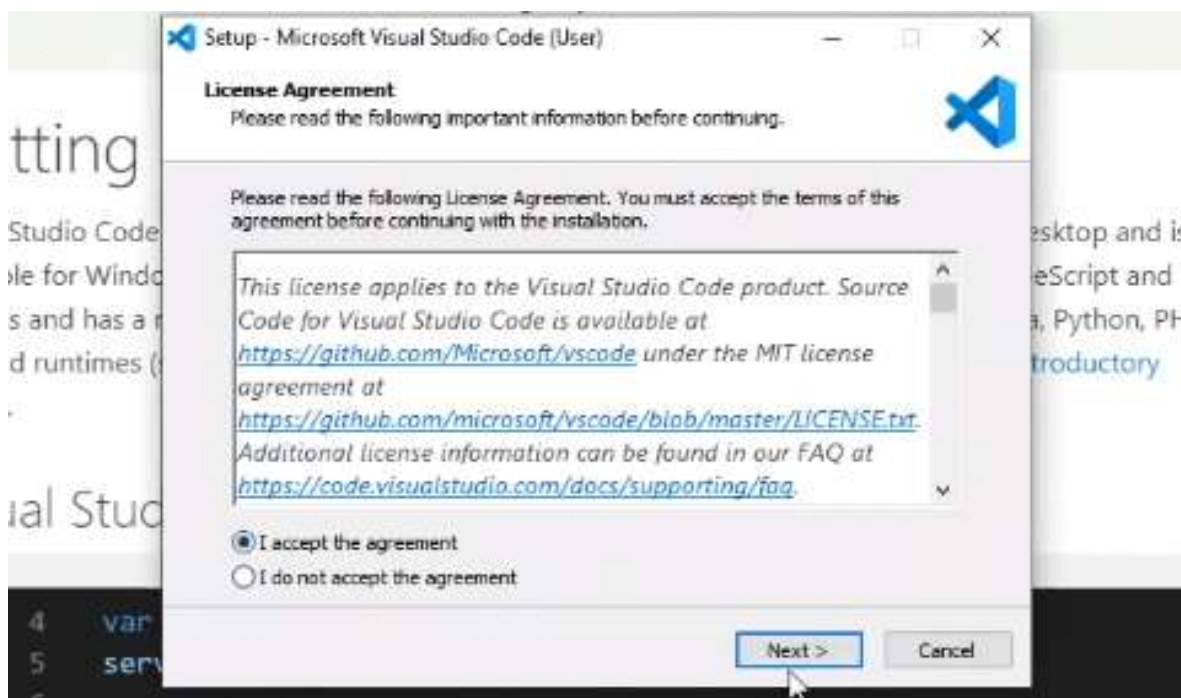 Setup - Microsoft Visual Studio Code (User)
License Agreement
Please read the following important information before continuing.
Please read the following License Agreement. You must accept the terms of this
agreement before continuing with the installation.
This license applies to the Visual Studio Code product. Source
Code for Visual Studio Code is available at
https://github.com/Microsoft/vscode under the MIT license
agreement at
https://github.com/microsoft/vscode/blob/master/LICENSE.txt.
Additional license information can be found in our FAQ at
https://code.visualstudio.com/docs/supporting/faq.
I accept the agreement
I do not accept the agreement
Next >
Cancel
tting
Studio Code
ble for Windo
s and has a
d runtimes (
ual Stud
4 var
5 serv
esktop and is
eScript and
a, Python, PH
troductory